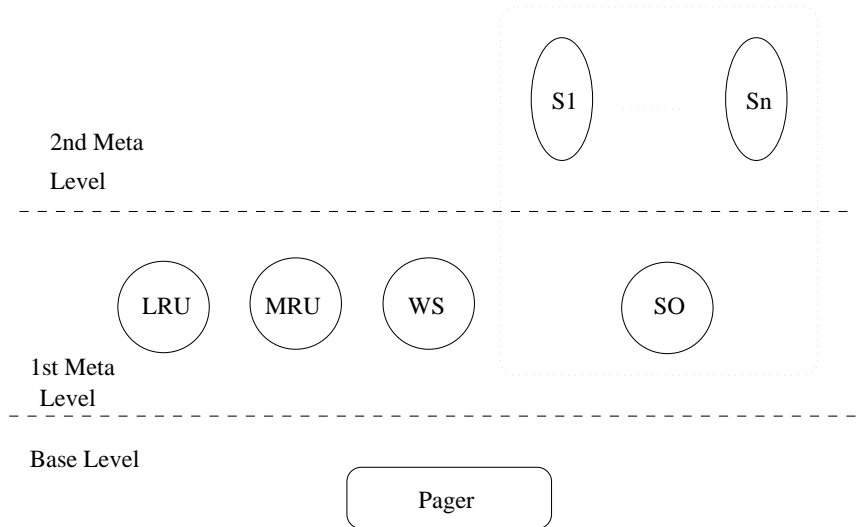 S1 Sn
2nd Meta
Level
LRU MRU WS SO
1st Meta
Level
Base Level
Pager